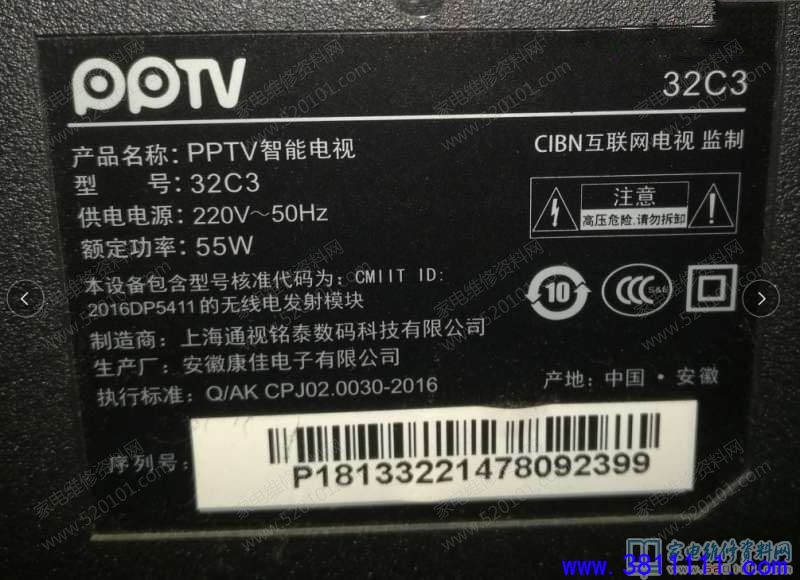 PPTV
32C3
产品名称: PPTV智能电视
CIBN互联网电视 监制
型 号: 32C3
供电电源: 220V～50Hz
注意
高压危险,请勿拆卸
额定功率: 55W
本设备包含型号核准代码为: CMIIT ID:
2016DP5411的无线电发射模块
10
CCC S&E
制造商: 上海通视铭泰数码科技有限公司
生产厂: 安徽康佳电子有限公司
执行标准: Q/AK CPJ02.0030-2016
产地: 中国·安徽
序列号:
P18133221478092399
家电维修资料网
www.520101.com
www.3811111.com